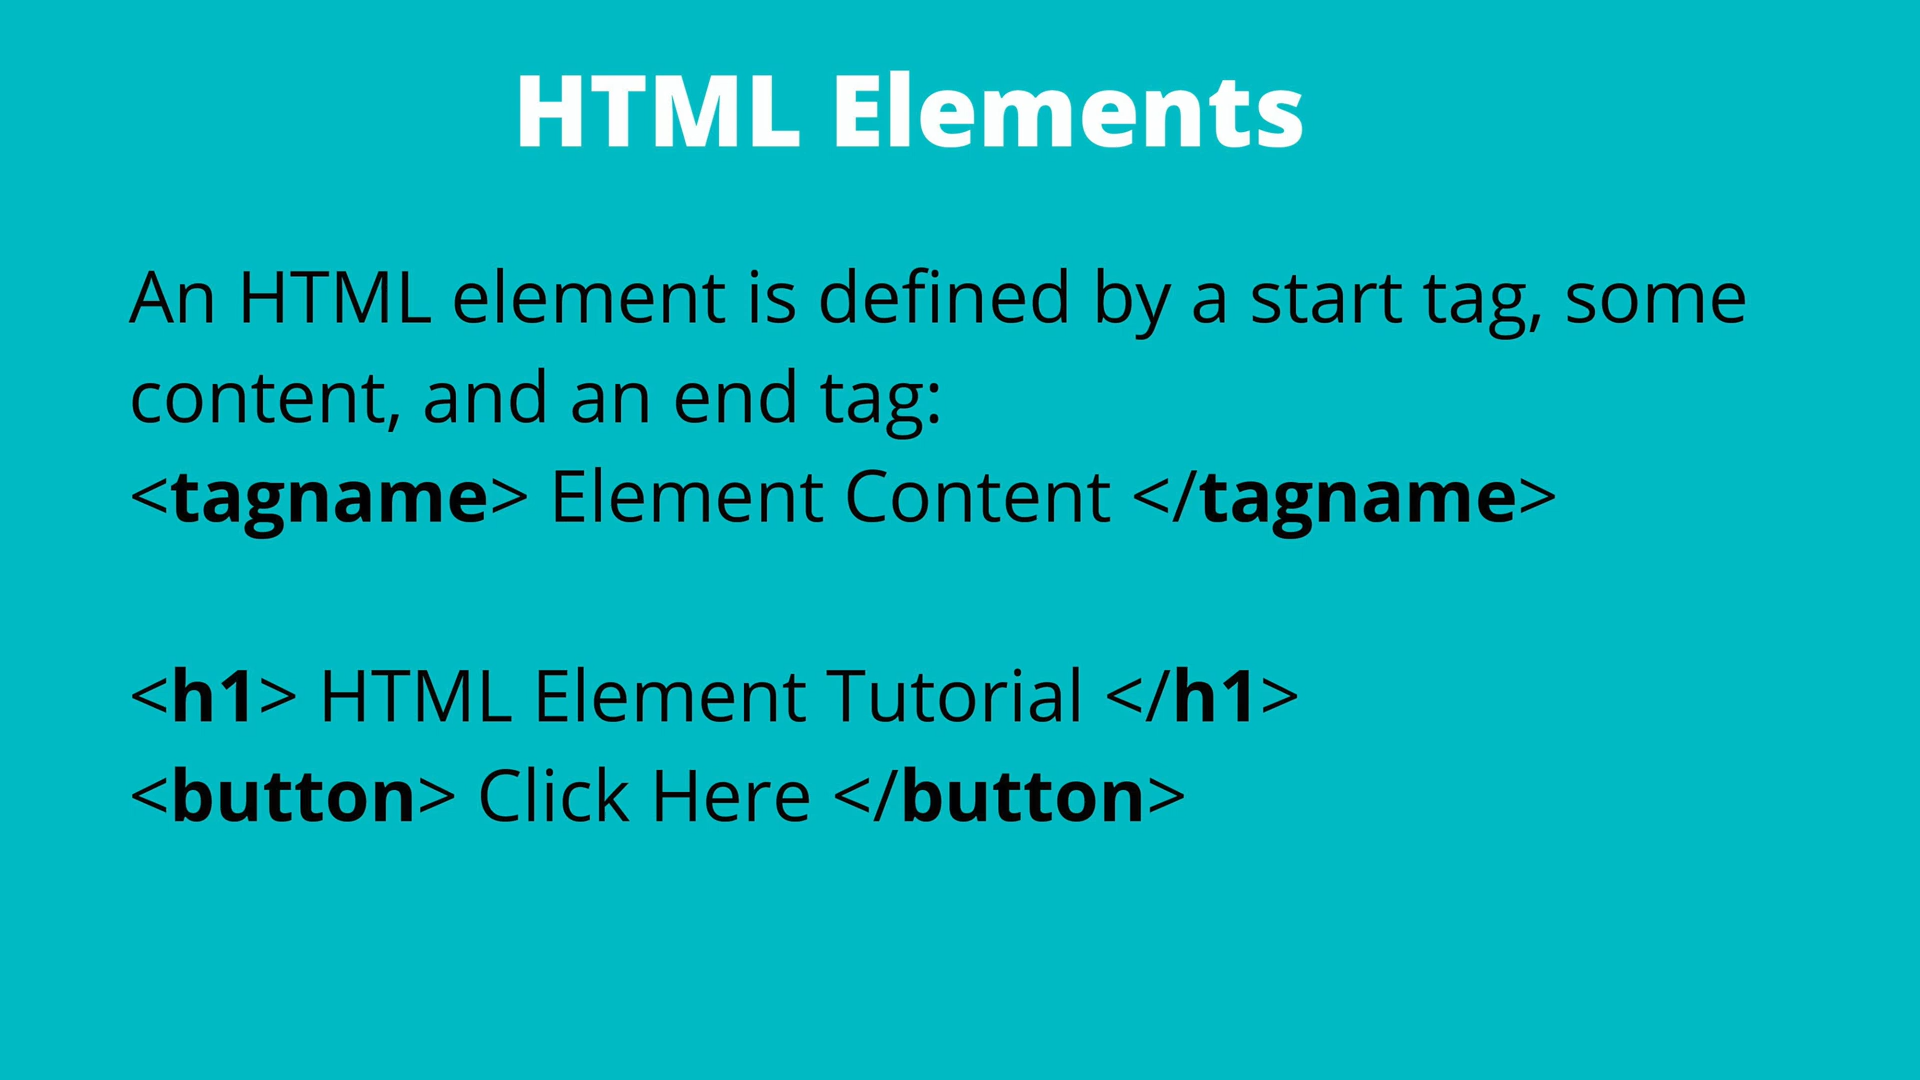 HTML Elements
An HTML element is defined by a start tag, some
content, and an end tag:
<tagname> Element Content </tagname>
<h1> HTML Element Tutorial </h1>
<button> Click Here </button>